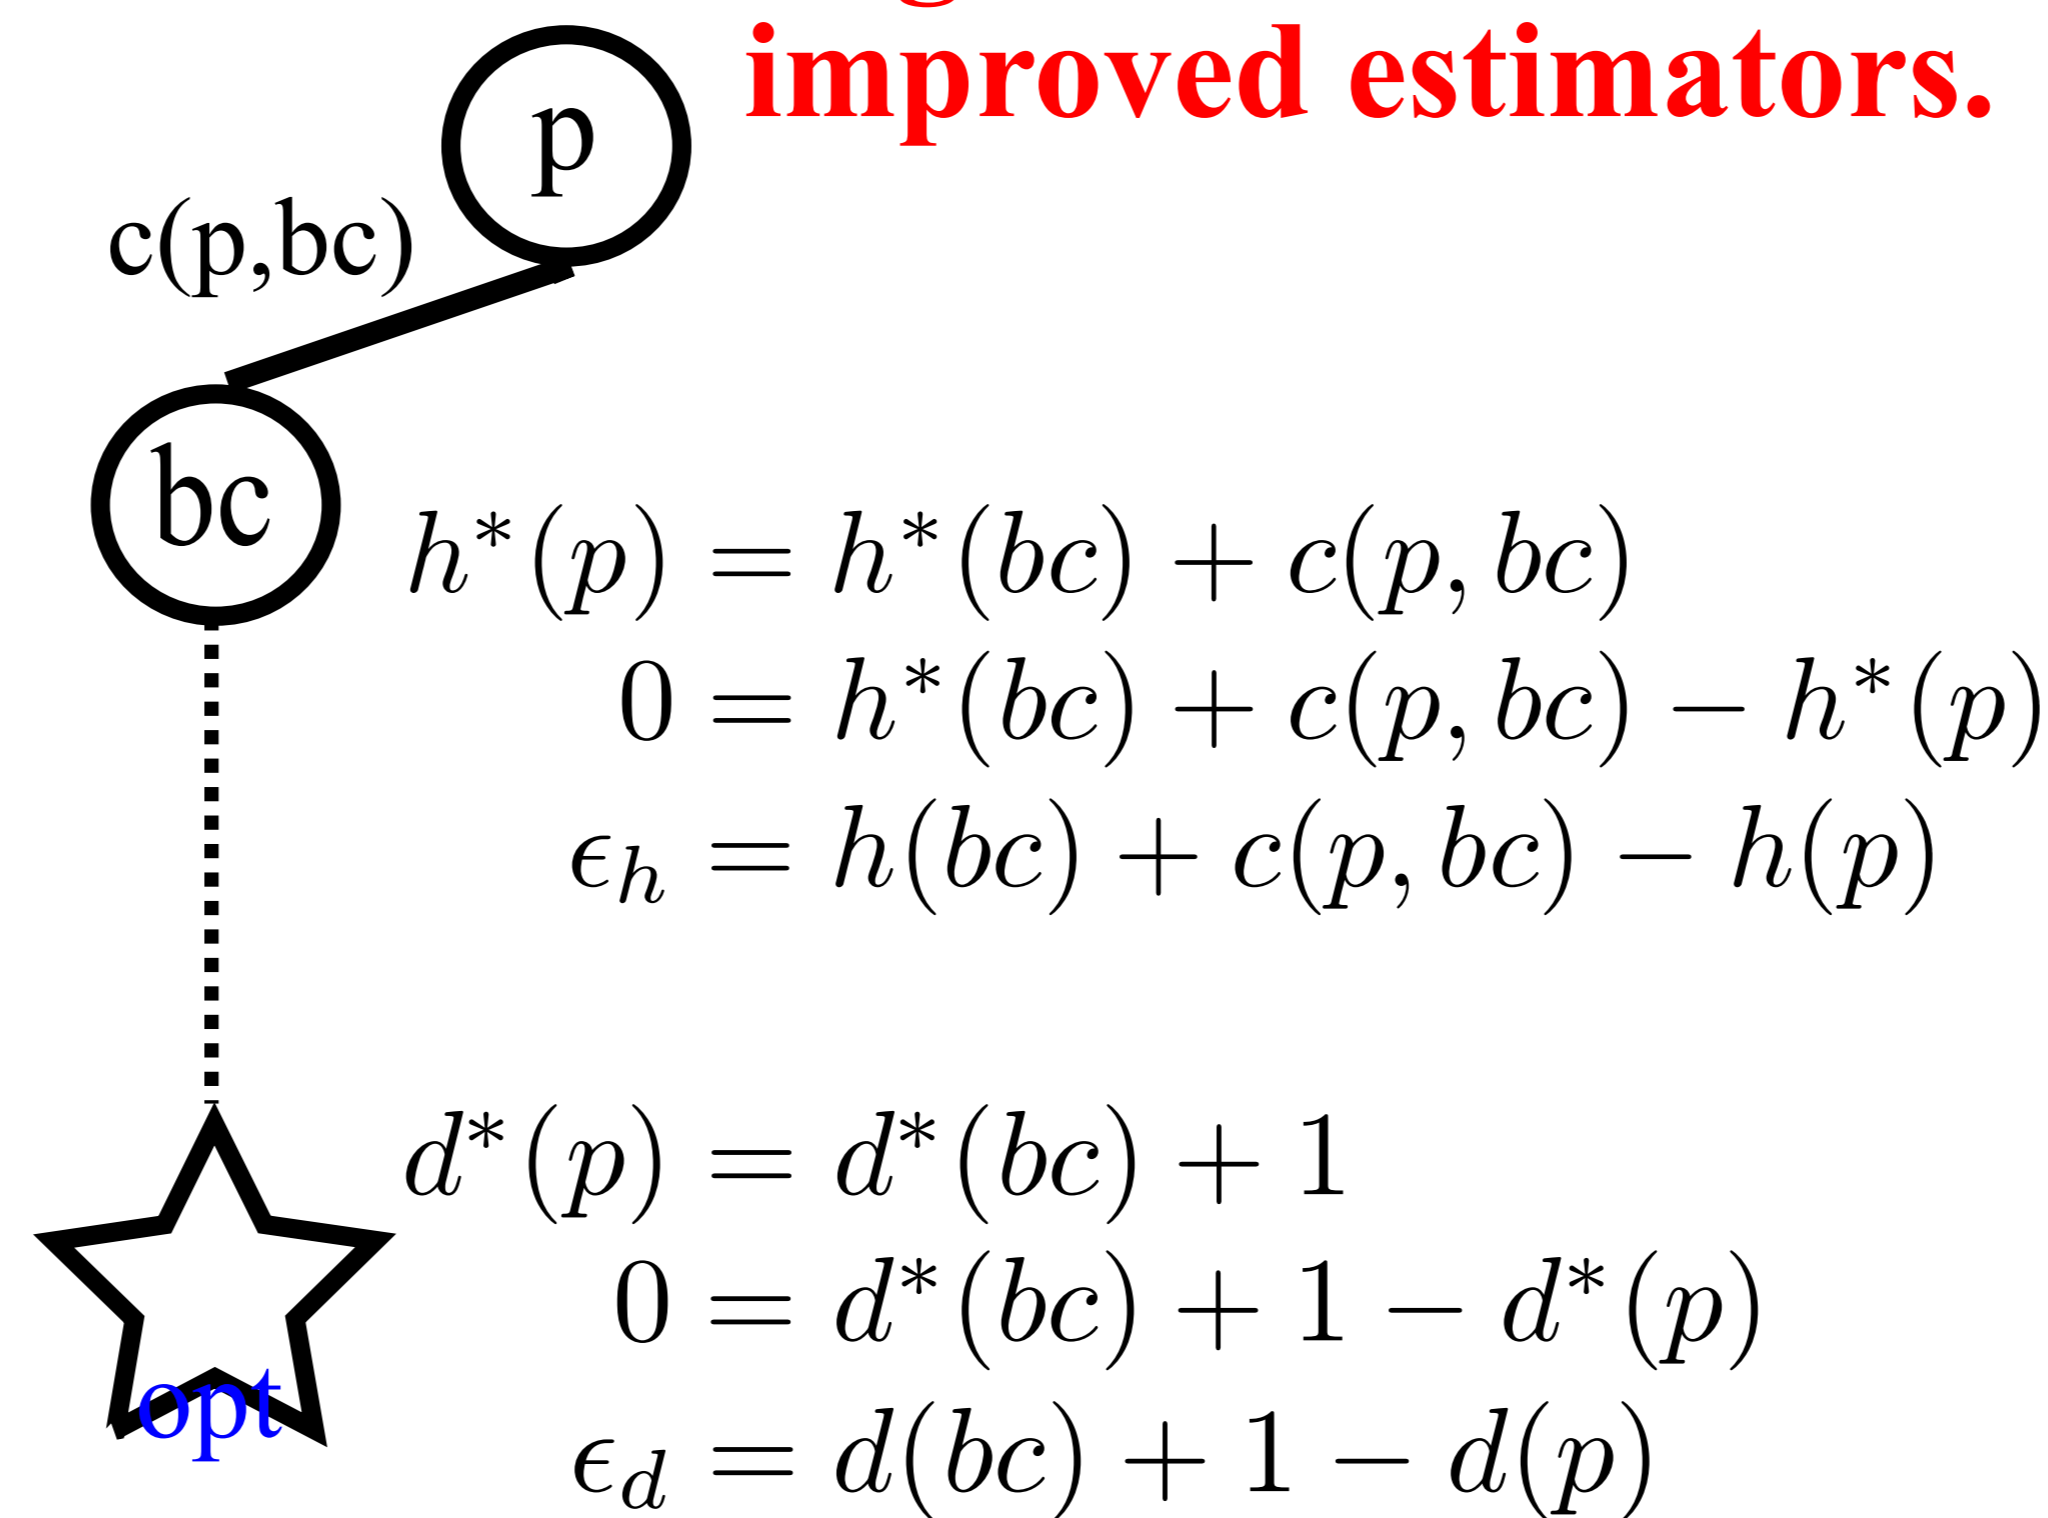 improved estimators.
p
c(p,bc)
bc
h*(p) = h*(bc) + c(p, bc)
0 = h*(bc) + c(p, bc) − h*(p)
ϵ_h = h(bc) + c(p, bc) − h(p)
d*(p) = d*(bc) + 1
0 = d*(bc) + 1 − d*(p)
opt
ϵ_d = d(bc) + 1 − d(p)